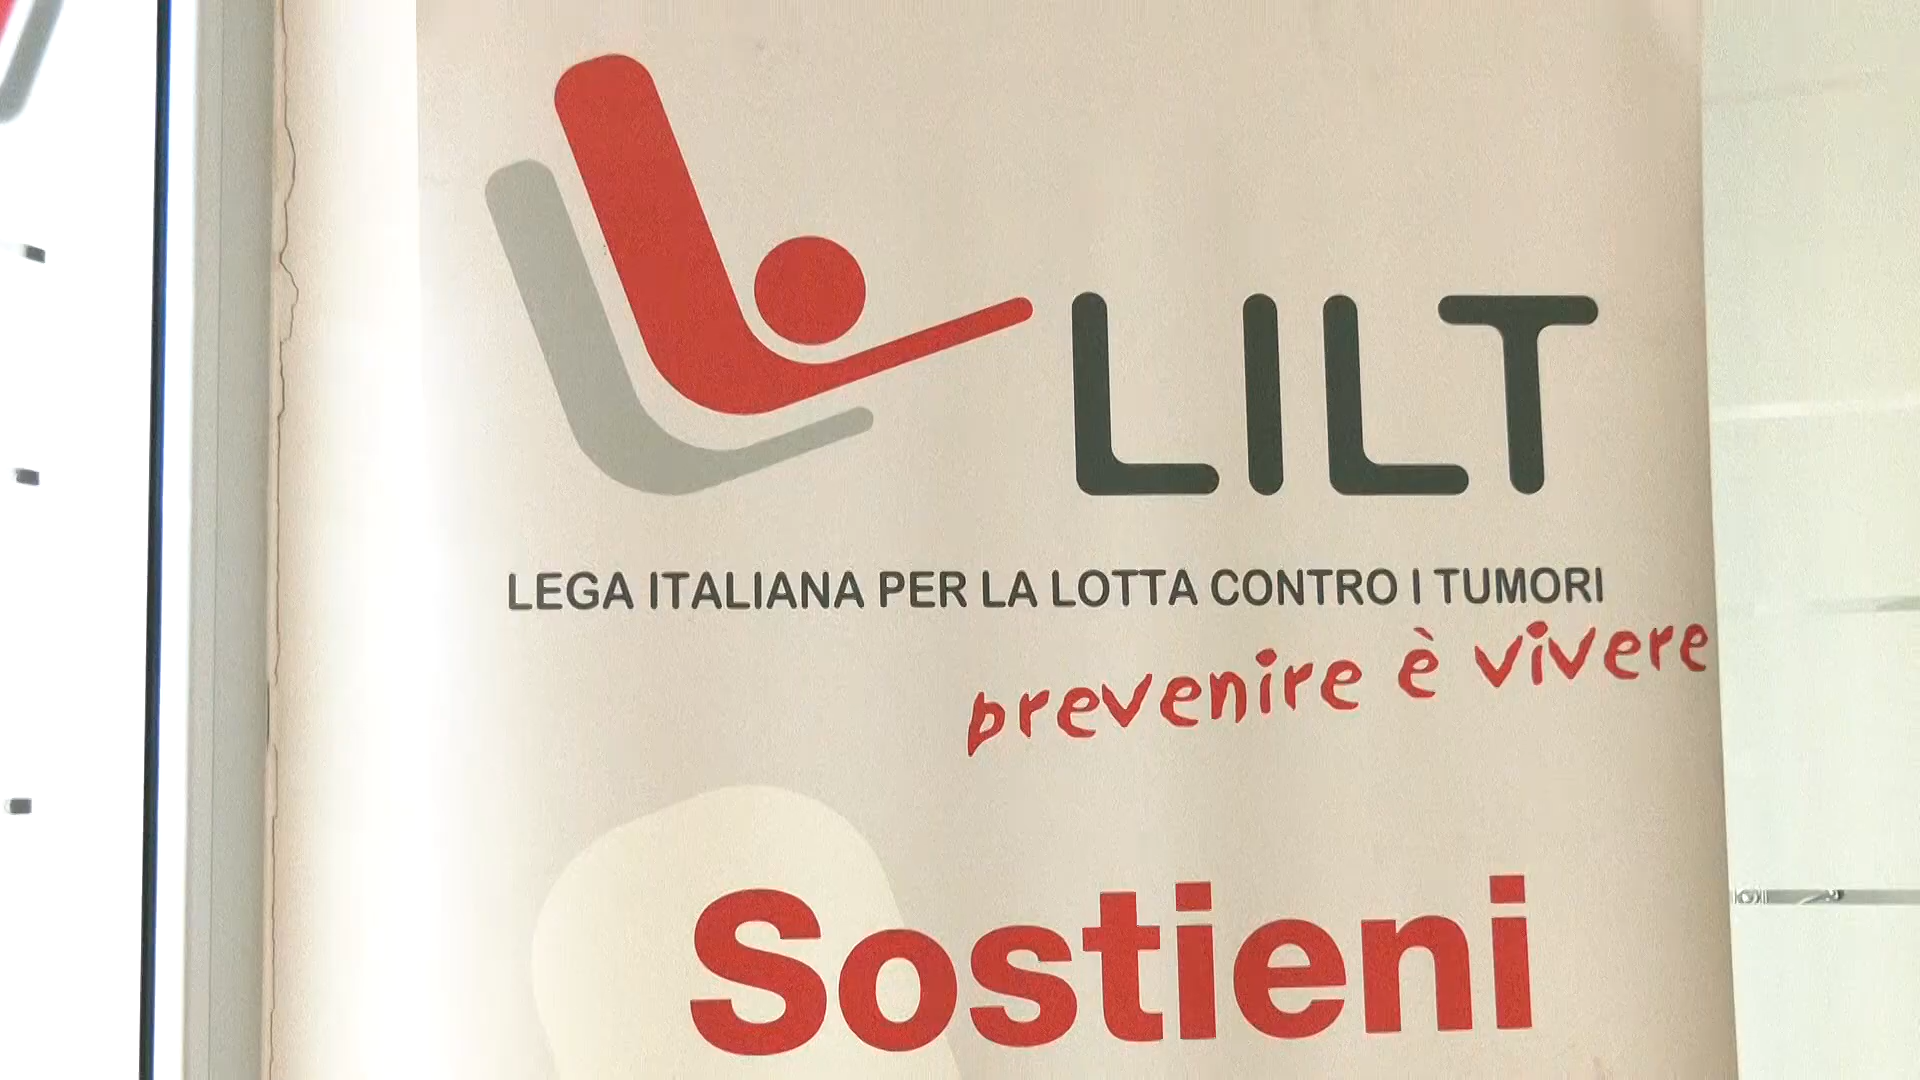 LILT
LEGA ITALIANA PER LA LOTTA CONTRO I TUMORI
prevenire è vivere
Sostieni